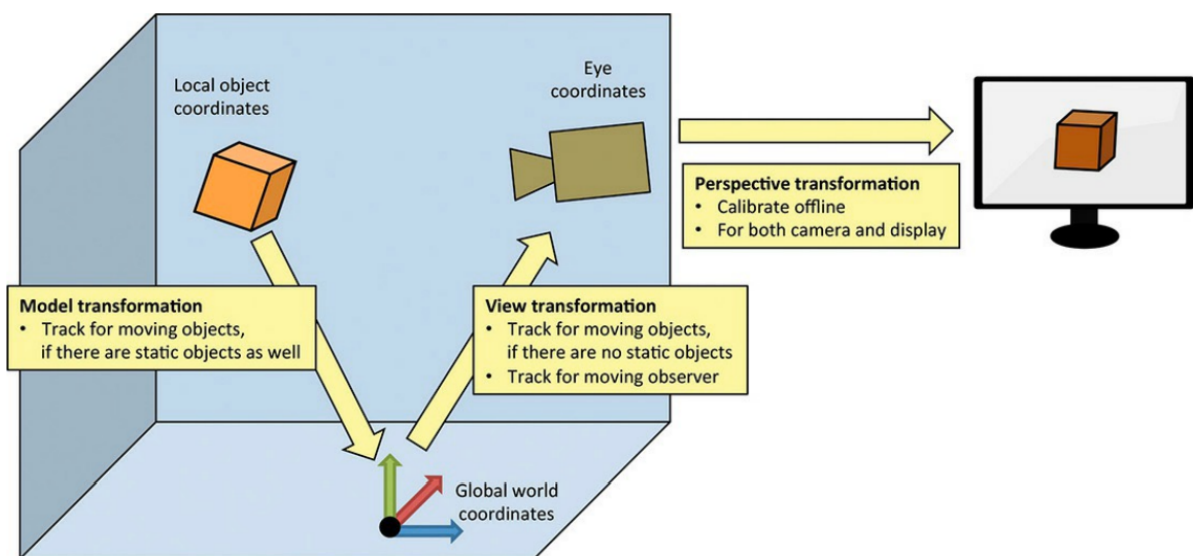 Local object
coordinates
Eye
coordinates
Perspective transformation
• Calibrate offline
• For both camera and display
Model transformation
• Track for moving objects,
if there are static objects as well
View transformation
• Track for moving objects,
if there are no static objects
• Track for moving observer
Global world
coordinates